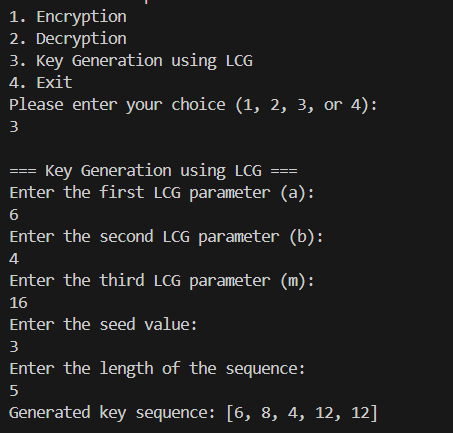 1. Encryption
2. Decryption
3. Key Generation using LCG
4. Exit
Please enter your choice (1, 2, 3, or 4):
3
=== Key Generation using LCG ===
Enter the first LCG parameter (a):
6
Enter the second LCG parameter (b):
4
Enter the third LCG parameter (m):
16
Enter the seed value:
3
Enter the length of the sequence:
5
Generated key sequence: [6, 8, 4, 12, 12]